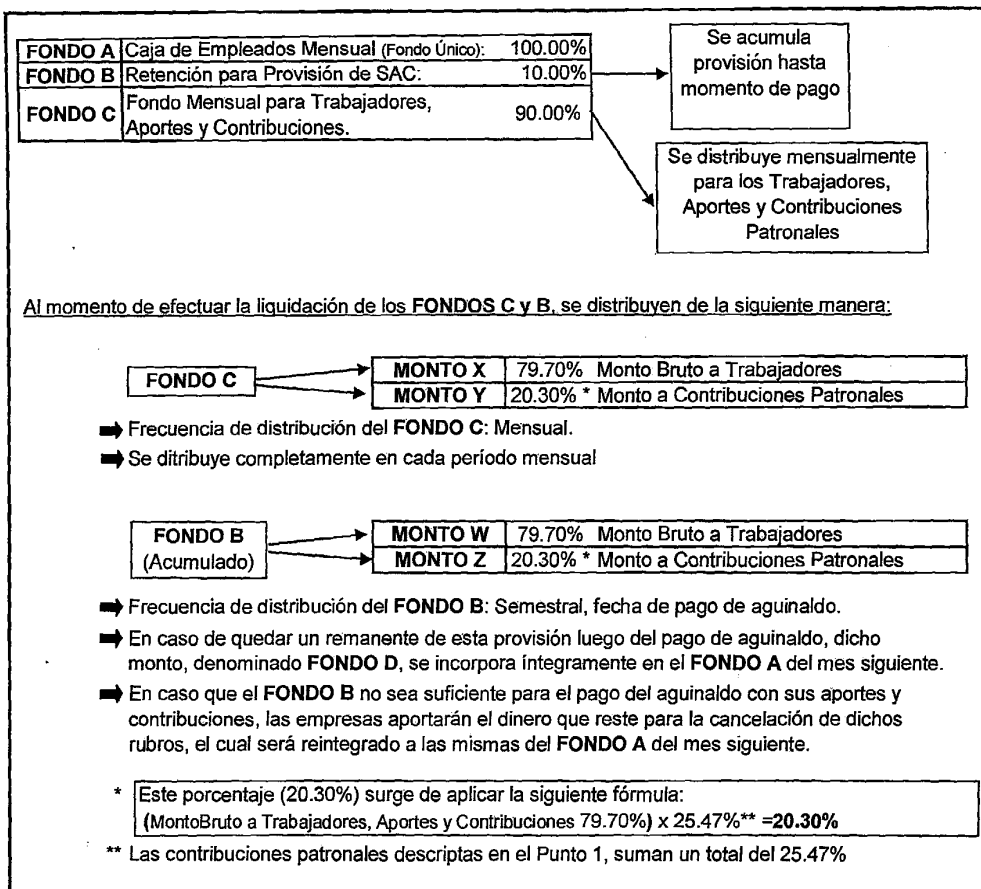 FONDO A Caja de Empleados Mensual (Fondo Único): 100.00%
FONDO B Retención para Provisión de SAC: 10.00%
FONDO C Fondo Mensual para Trabajadores, Aportes y Contribuciones. 90.00%
Se acumula
provisión hasta
momento de pago
Se distribuye mensualmente
para los Trabajadores,
Aportes y Contribuciones
Patronales
Al momento de efectuar la liquidación de los FONDOS C y B, se distribuyen de la siguiente manera:
FONDO C
MONTO X 79.70% Monto Bruto a Trabajadores
MONTO Y 20.30% * Monto a Contribuciones Patronales
➡ Frecuencia de distribución del FONDO C: Mensual.
➡ Se ditribuye completamente en cada período mensual
FONDO B
(Acumulado)
MONTO W 79.70% Monto Bruto a Trabajadores
MONTO Z 20.30% * Monto a Contribuciones Patronales
➡ Frecuencia de distribución del FONDO B: Semestral, fecha de pago de aguinaldo.
➡ En caso de quedar un remanente de esta provisión luego del pago de aguinaldo, dicho
monto, denominado FONDO D, se incorpora íntegramente en el FONDO A del mes siguiente.
➡ En caso que el FONDO B no sea suficiente para el pago del aguinaldo con sus aportes y
contribuciones, las empresas aportarán el dinero que reste para la cancelación de dichos
rubros, el cual será reintegrado a las mismas del FONDO A del mes siguiente.
* Este porcentaje (20.30%) surge de aplicar la siguiente fórmula:
(MontoBruto a Trabajadores, Aportes y Contribuciones 79.70%) x 25.47%** =20.30%
** Las contribuciones patronales descriptas en el Punto 1, suman un total del 25.47%